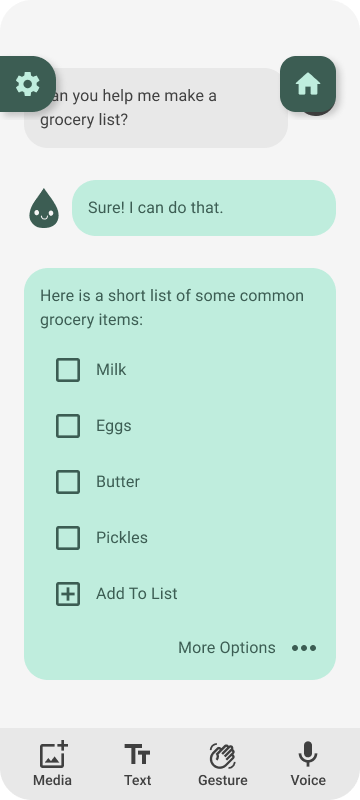 an you help me make a
grocery list?
Sure! I can do that.
Here is a short list of some common
grocery items:
Milk
Eggs
Butter
Pickles
Add To List
More Options
Media
Text
Gesture
Voice